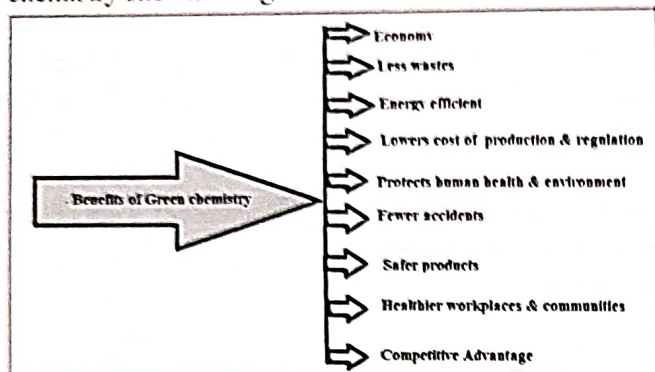 Economy
Less wastes
Energy efficient
Lowers cost of production & regulation
Protects human health & environment
Benefits of Green chemistry
Fewer accidents
Safer products
Healthier workplaces & communities
Competitive Advantage